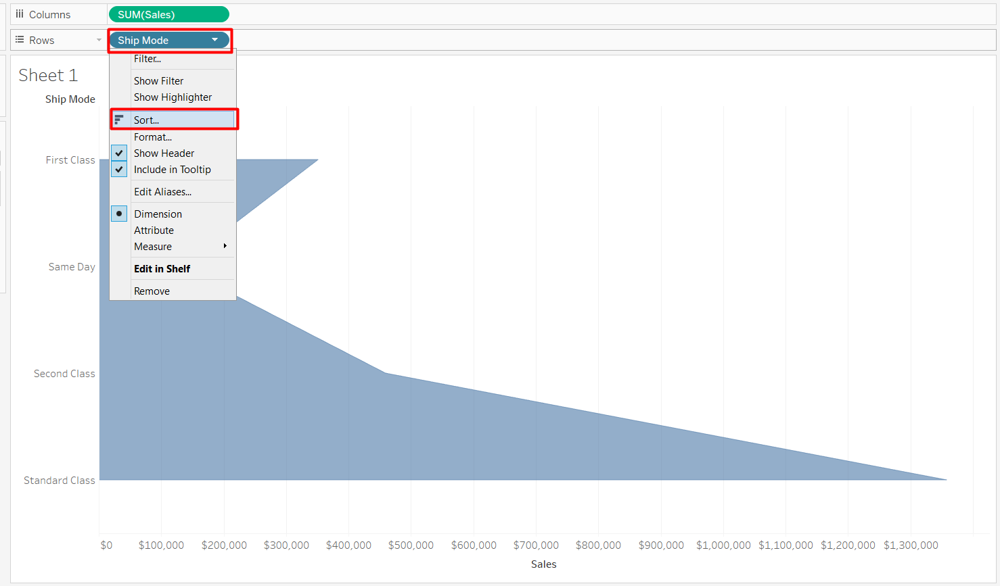 Columns
SUM(Sales)
Rows
Ship Mode
Sheet 1
Ship Mode
Filter...
Show Filter
Show Highlighter
Sort...
Format...
Show Header
Include in Tooltip
Edit Aliases...
Dimension
Attribute
Measure
Edit in Shelf
Remove
First Class
Same Day
Second Class
Standard Class
$0 $100,000 $200,000 $300,000 $400,000 $500,000 $600,000 $700,000 $800,000 $900,000 $1,000,000 $1,100,000 $1,200,000 $1,300,000
Sales